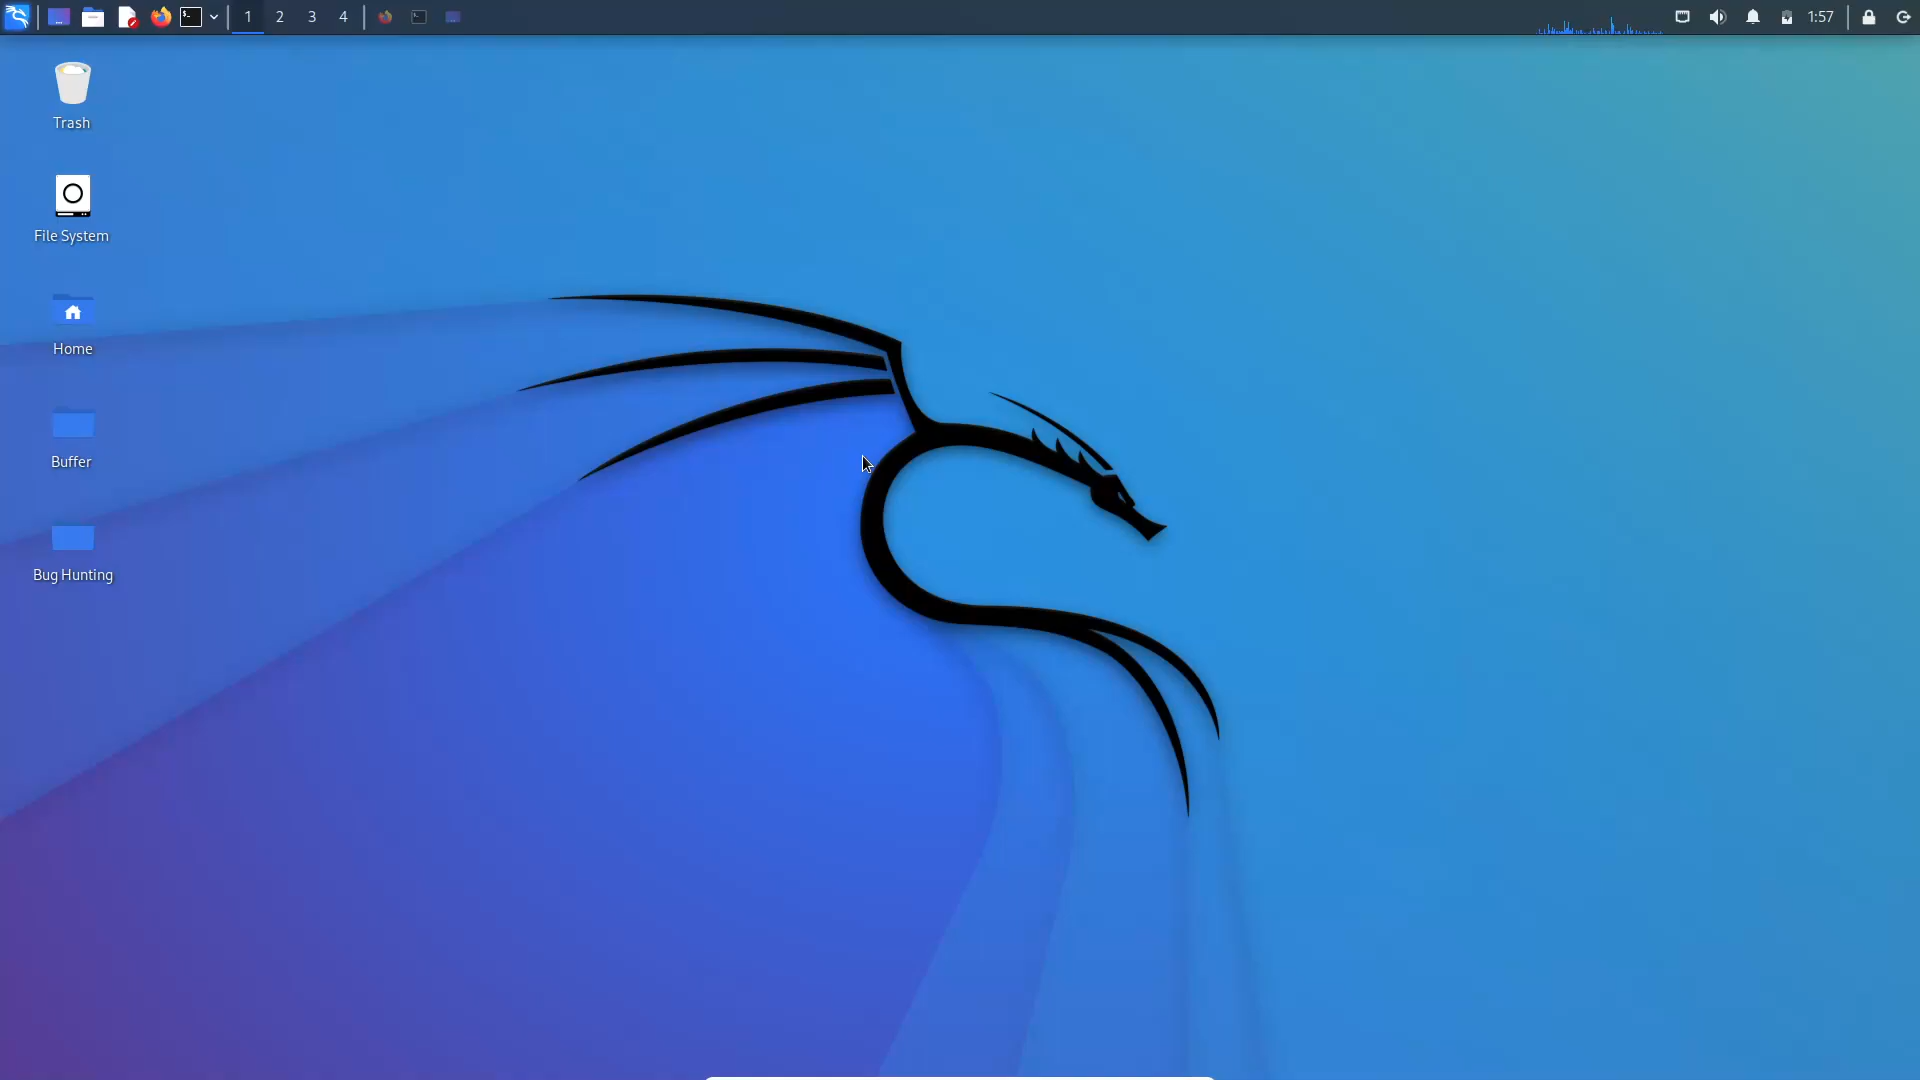 1 2 3 4
1:57
Trash
File System
Home
Buffer
Bug Hunting